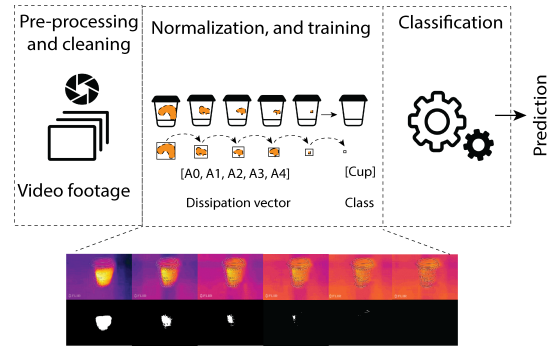 Pre-processing
and cleaning
Video footage
Normalization, and training
[A0, A1, A2, A3, A4]
[Cup]
Dissipation vector
Class
Classification
Prediction